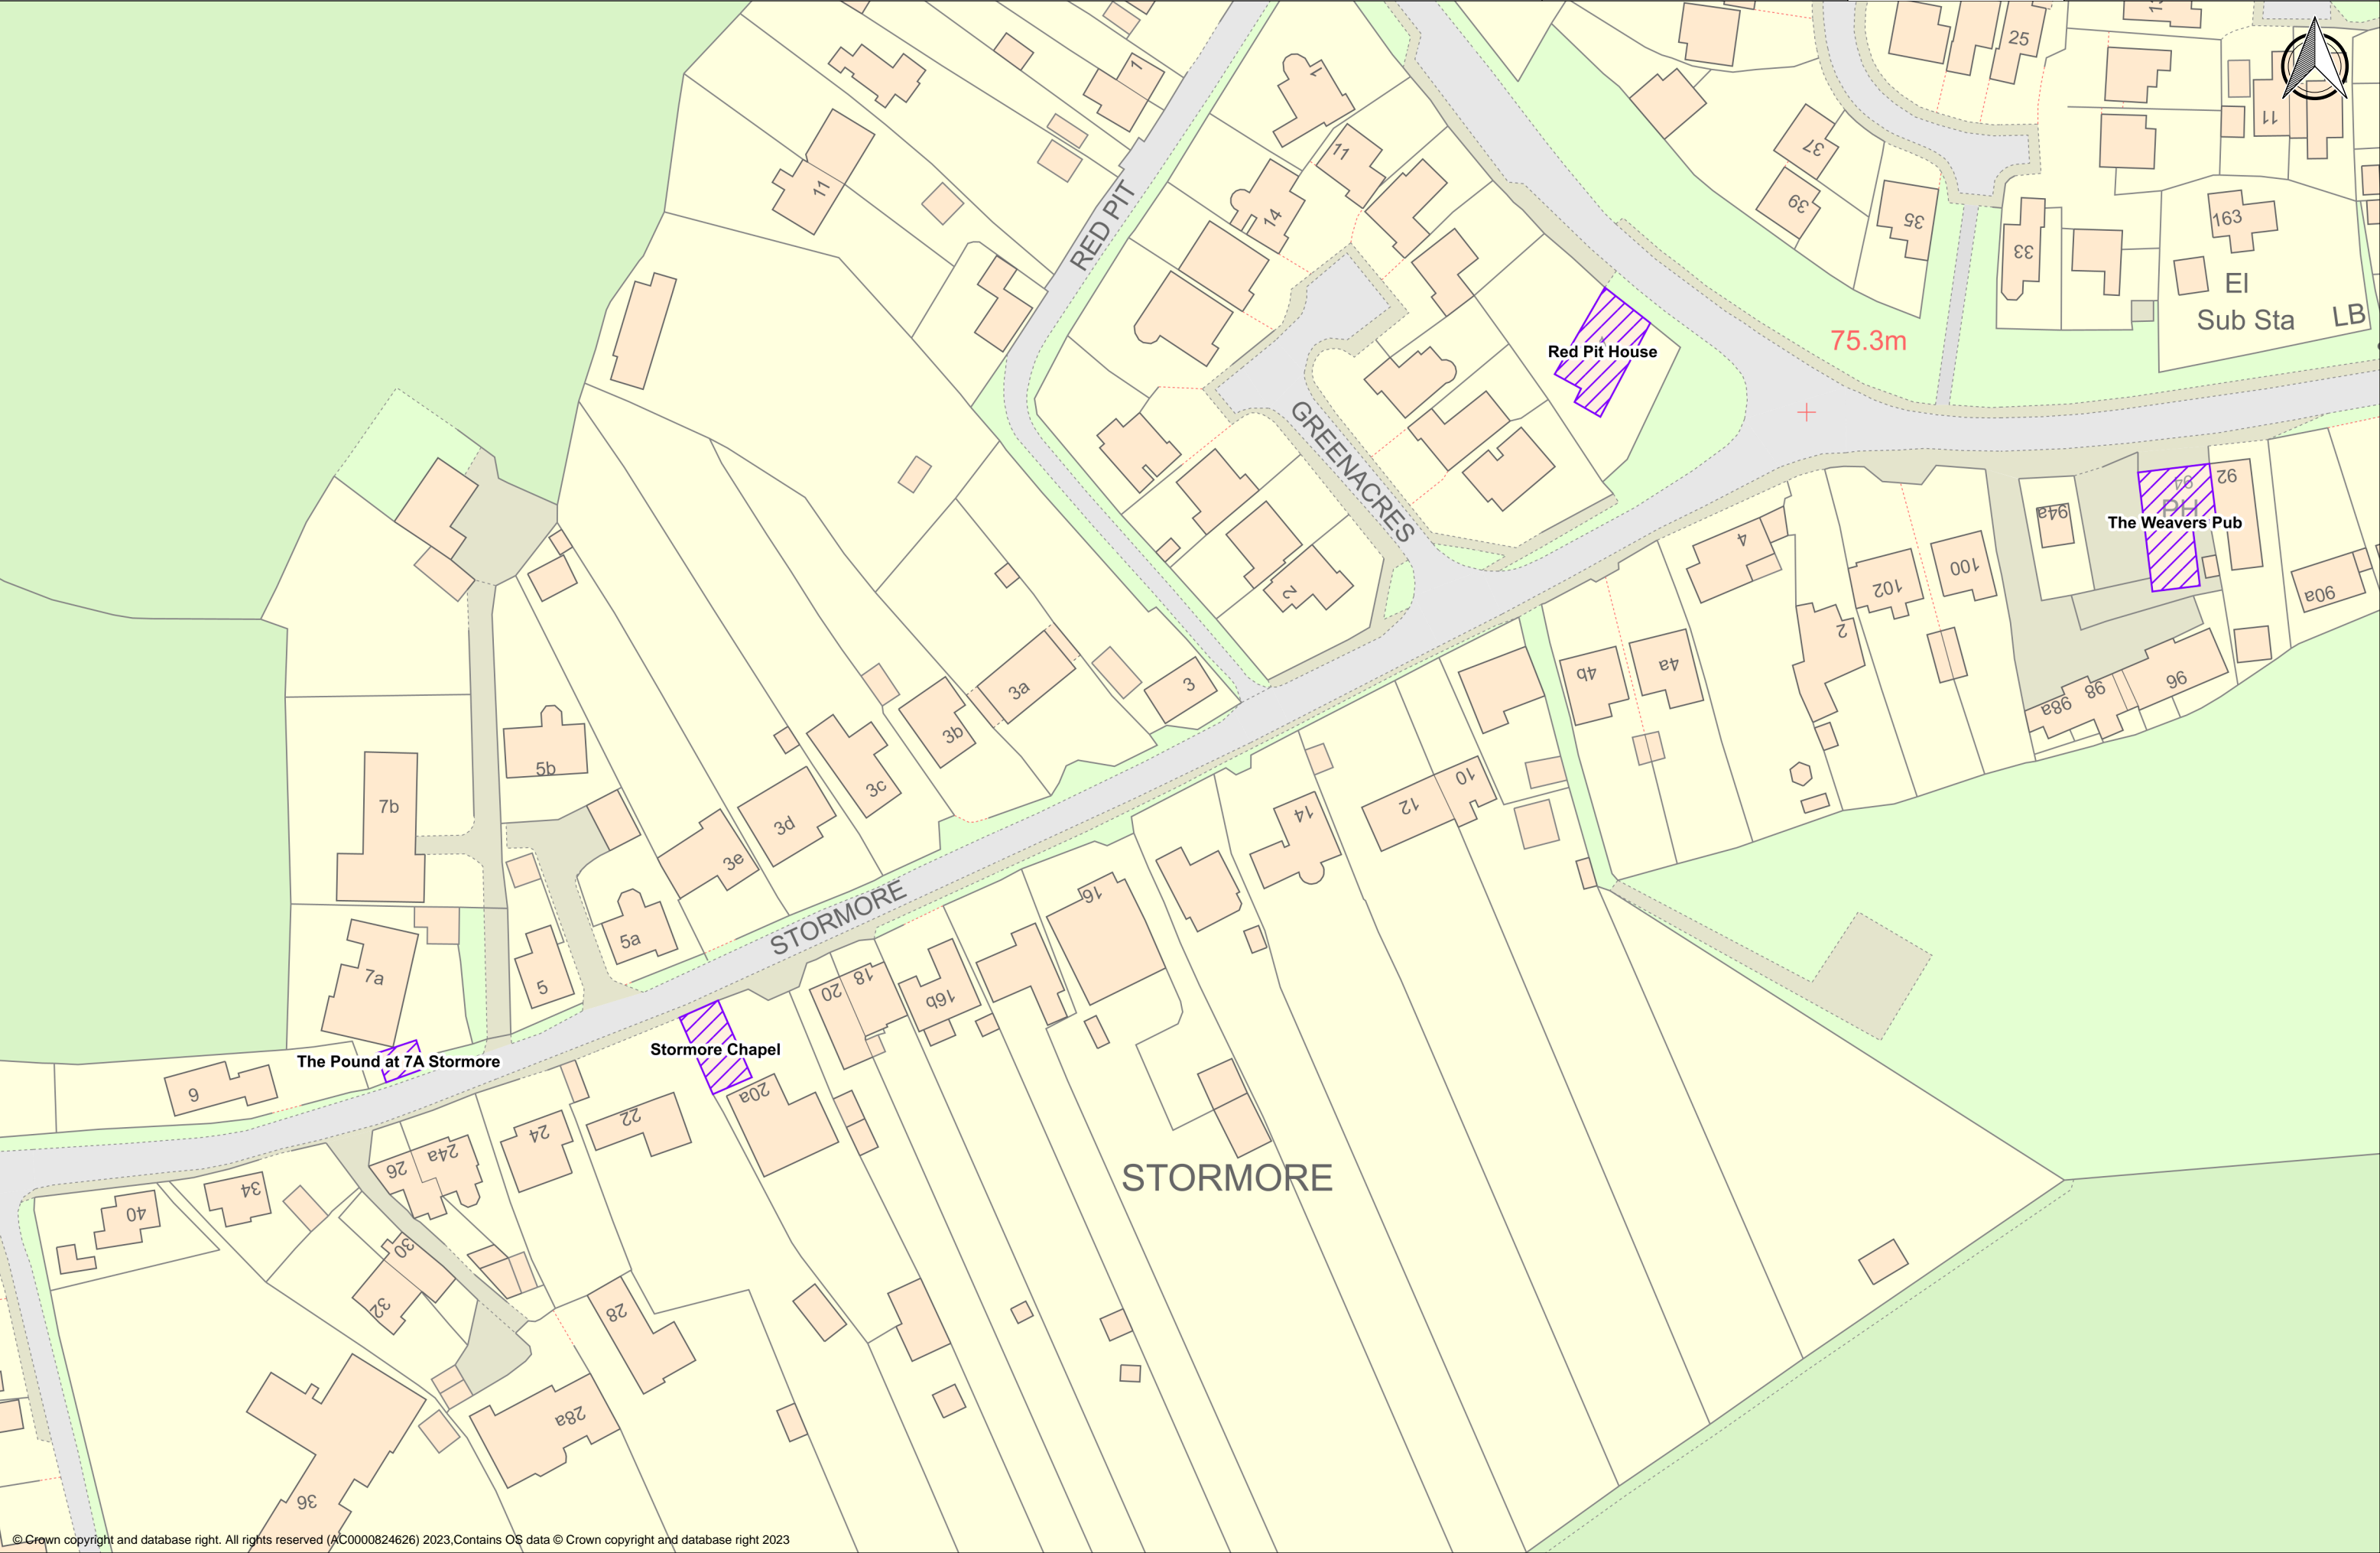 1
25
11
37
39
35
33
163
El
Sub Sta
LB
75.3m
RED PIT
1
11
14
11
Red Pit House
GREENACRES
2
92
94
PH
94a
The Weavers Pub
90a
100
102
4
2
4a
4b
96
98
98a
3
3a
3b
3c
3d
3e
5b
7b
7a
5
5a
10
12
14
16
16b
18
20
STORMORE
Stormore Chapel
The Pound at 7A Stormore
9
20a
22
24
24a
26
34
40
30
32
28
28a
36
STORMORE
© Crown copyright and database right. All rights reserved (AC0000824626) 2023,Contains OS data © Crown copyright and database right 2023